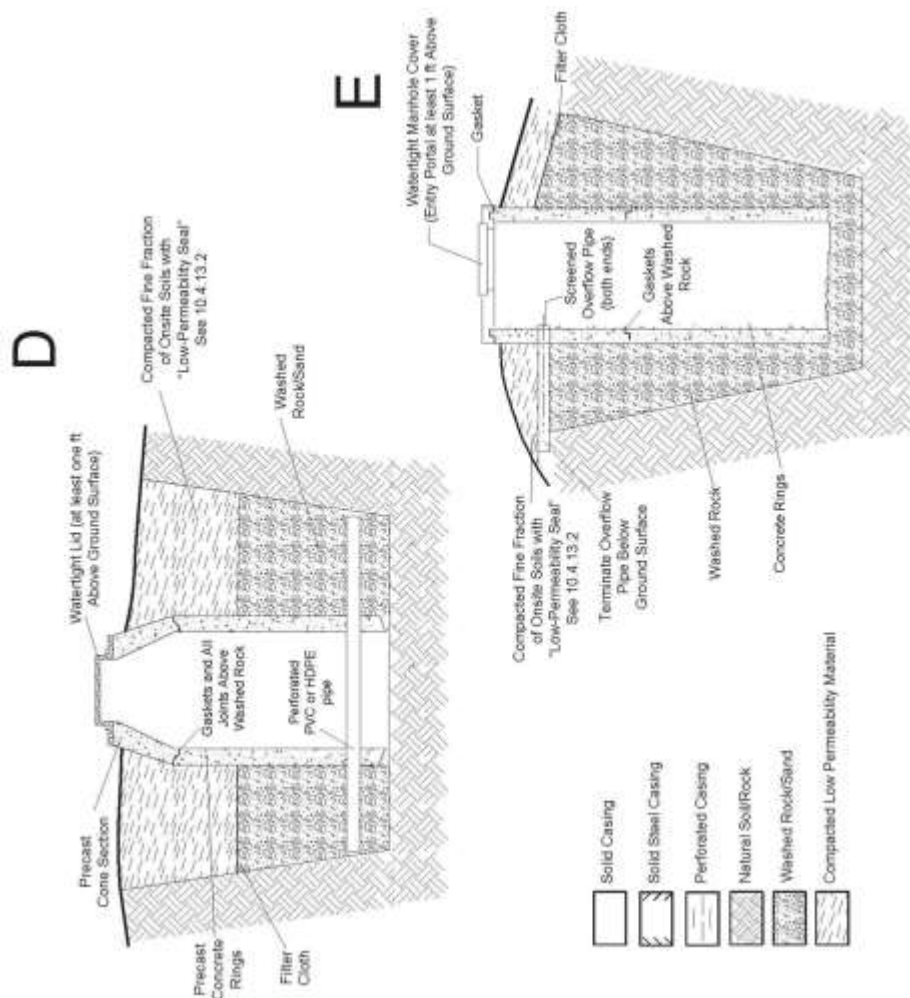 D
Watertight Lid (at least one ft
Above Ground Surface)
Compacted Fine Fraction
of Onsite Soils with
"Low-Permeability Seal"
See 10.4.13.2
Precast
Cone Section
Gaskets and All
Joints Above
Washed Rock
Washed
Rock/Sand
Perforated
PVC or HDPE
pipe
Precast
Concrete
Rings
Filter
Cloth
E
Watertight Manhole Cover
(Entry Portal at least 1 ft Above
Ground Surface)
Gasket
Filter Cloth
Screened
Overflow Pipe
(both ends)
Gaskets
Above Washed
Rock
Compacted Fine Fraction
of Onsite Soils with
"Low-Permeability Seal"
See 10.4.13.2
Terminate Overflow
Pipe Below
Ground Surface
Washed Rock
Concrete Rings
Solid Casing
Solid Steel Casing
Perforated Casing
Natural Soil/Rock
Washed Rock/Sand
Compacted Low Permeability Material